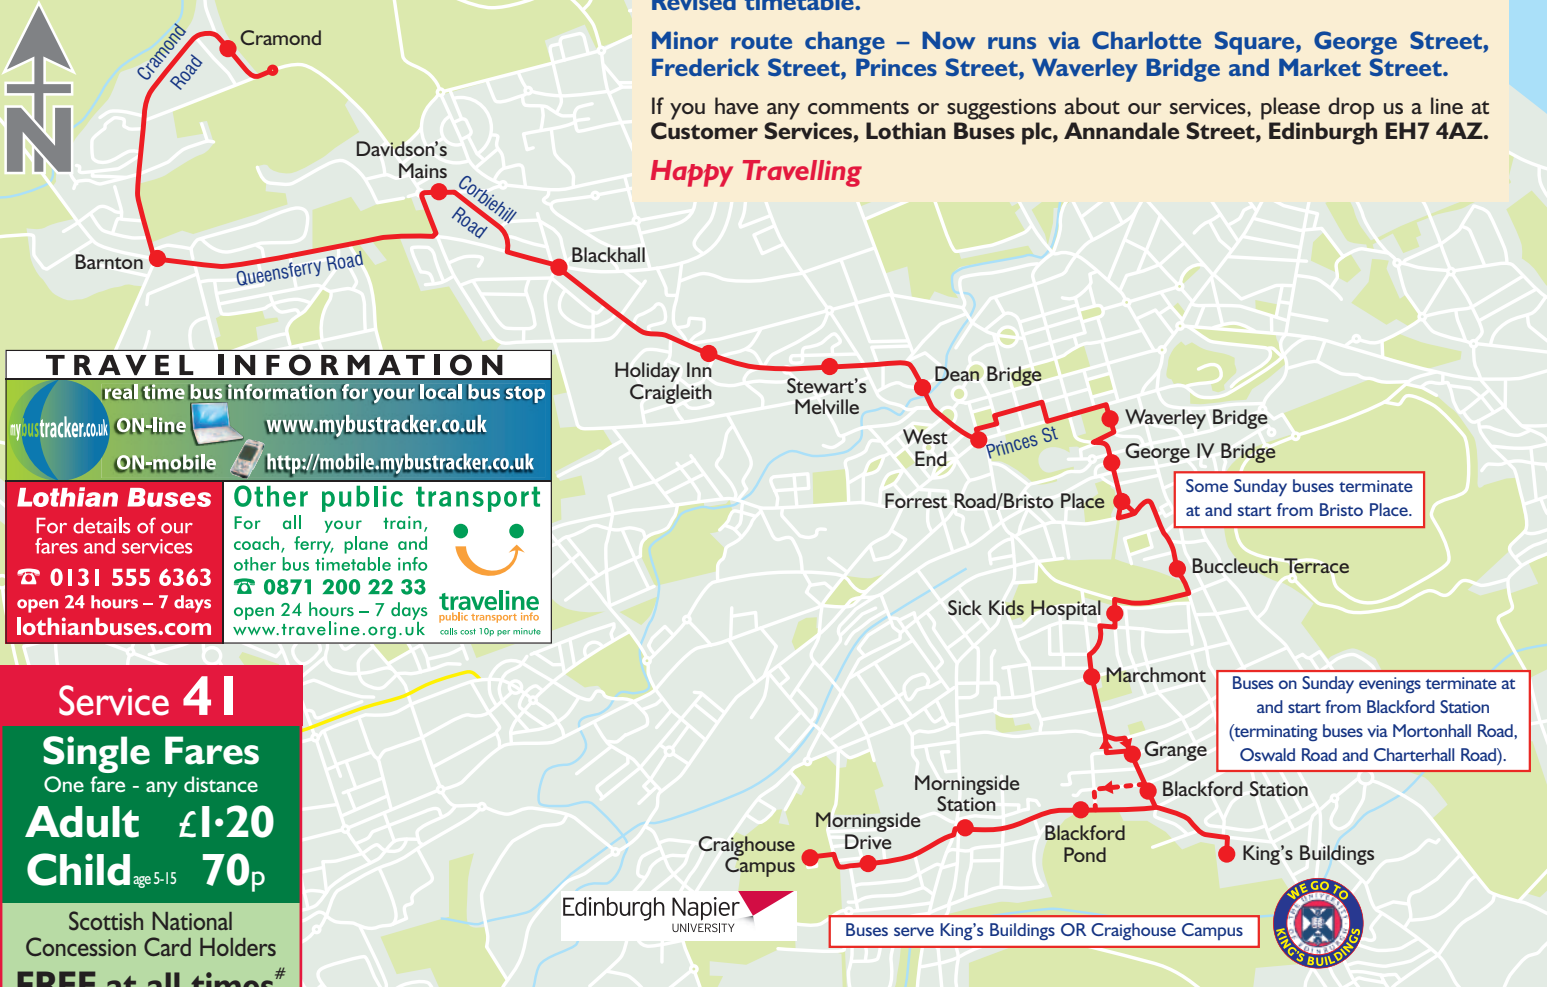 Revised timetable.
Minor route change – Now runs via Charlotte Square, George Street,
Frederick Street, Princes Street, Waverley Bridge and Market Street.
If you have any comments or suggestions about our services, please drop us a line at
Customer Services, Lothian Buses plc, Annandale Street, Edinburgh EH7 4AZ.
Happy Travelling
N
Cramond
Road
Cramond
Davidson's
Mains
Corbiehill
Road
Barnton
Queensferry Road
Blackhall
Holiday Inn
Craigleith
Stewart's
Melville
Dean Bridge
West
End
Princes St
Waverley Bridge
George IV Bridge
Forrest Road/Bristo Place
Some Sunday buses terminate
at and start from Bristo Place.
Buccleuch Terrace
Sick Kids Hospital
Marchmont
Buses on Sunday evenings terminate at
and start from Blackford Station
(terminating buses via Mortonhall Road,
Oswald Road and Charterhall Road).
Grange
Blackford Station
Morningside
Station
Morningside
Drive
Blackford
Pond
Craighouse
Campus
King's Buildings
Edinburgh Napier
UNIVERSITY
Buses serve King's Buildings OR Craighouse Campus
WE GO TO
KING'S BUILDINGS
THE UNIVERSITY
OF EDINBURGH
TRAVEL INFORMATION
real time bus information for your local bus stop
mybustracker.co.uk
ON-line www.mybustracker.co.uk
ON-mobile http://mobile.mybustracker.co.uk
Lothian Buses
For details of our
fares and services
☎ 0131 555 6363
open 24 hours – 7 days
lothianbuses.com
Other public transport
For all your train,
coach, ferry, plane and
other bus timetable info
☎ 0871 200 22 33
open 24 hours – 7 days
www.traveline.org.uk
traveline
public transport info
calls cost 10p per minute
Service 41
Single Fares
One fare - any distance
Adult £1·20
Child age 5-15 70p
Scottish National
Concession Card Holders
FREE at all times#